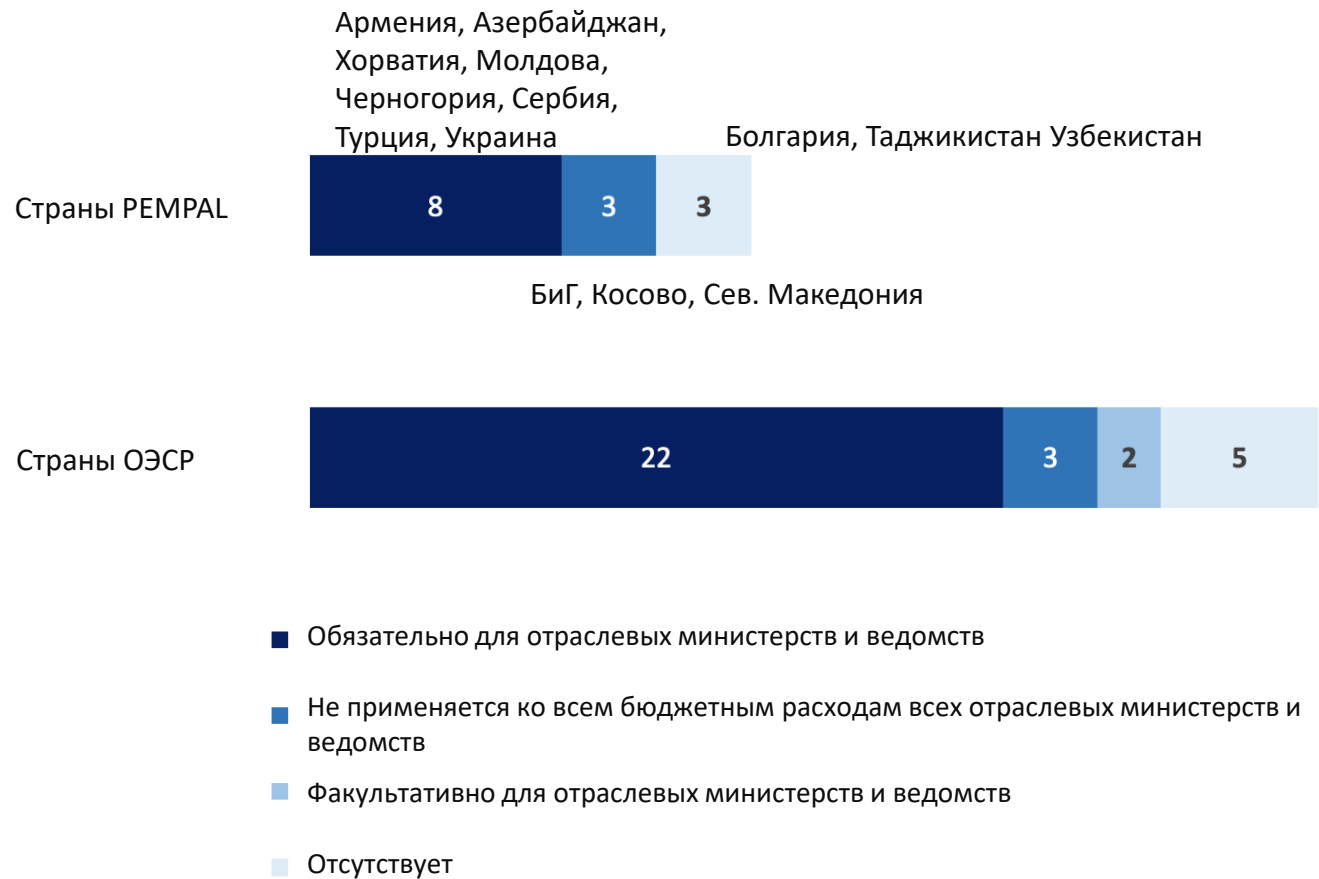 Армения, Азербайджан,
Хорватия, Молдова,
Черногория, Сербия,
Турция, Украина
Болгария, Таджикистан Узбекистан
Страны PEMPAL
8
3
3
БиГ, Косово, Сев. Македония
Страны ОЭСР
22
3
2
5
Обязательно для отраслевых министерств и ведомств
Не применяется ко всем бюджетным расходам всех отраслевых министерств и
ведомств
Факультативно для отраслевых министерств и ведомств
Отсутствует